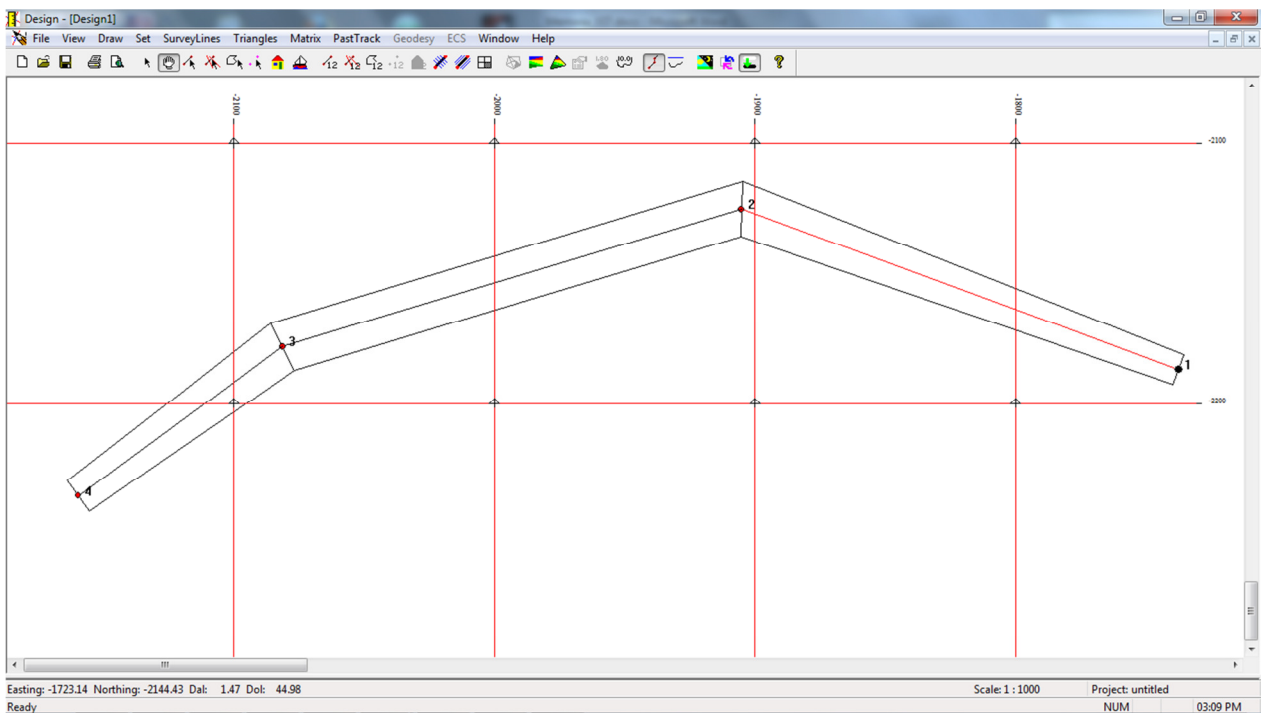 Design - [Design1]
File View Draw Set SurveyLines Triangles Matrix PastTrack Geodesy ECS Window Help
-2100 -2000 -1900 -1800
-2100
2
3
1
-2200
4
Easting: -1723.14 Northing: -2144.43 Dal: 1.47 Dol: 44.98 Scale: 1 : 1000 Project: untitled
Ready NUM 03:09 PM